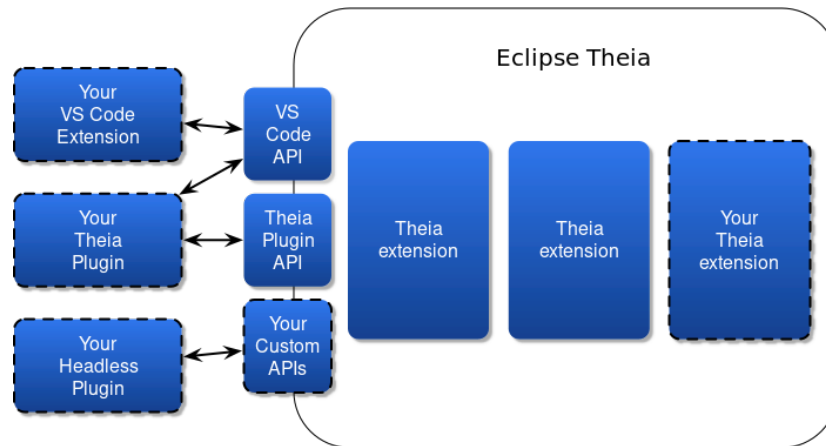 Eclipse Theia
Your
VS Code
Extension
VS
Code
API
Your
Theia
Plugin
Theia
Plugin
API
Your
Headless
Plugin
Your
Custom
APIs
Theia
extension
Theia
extension
Your
Theia
extension